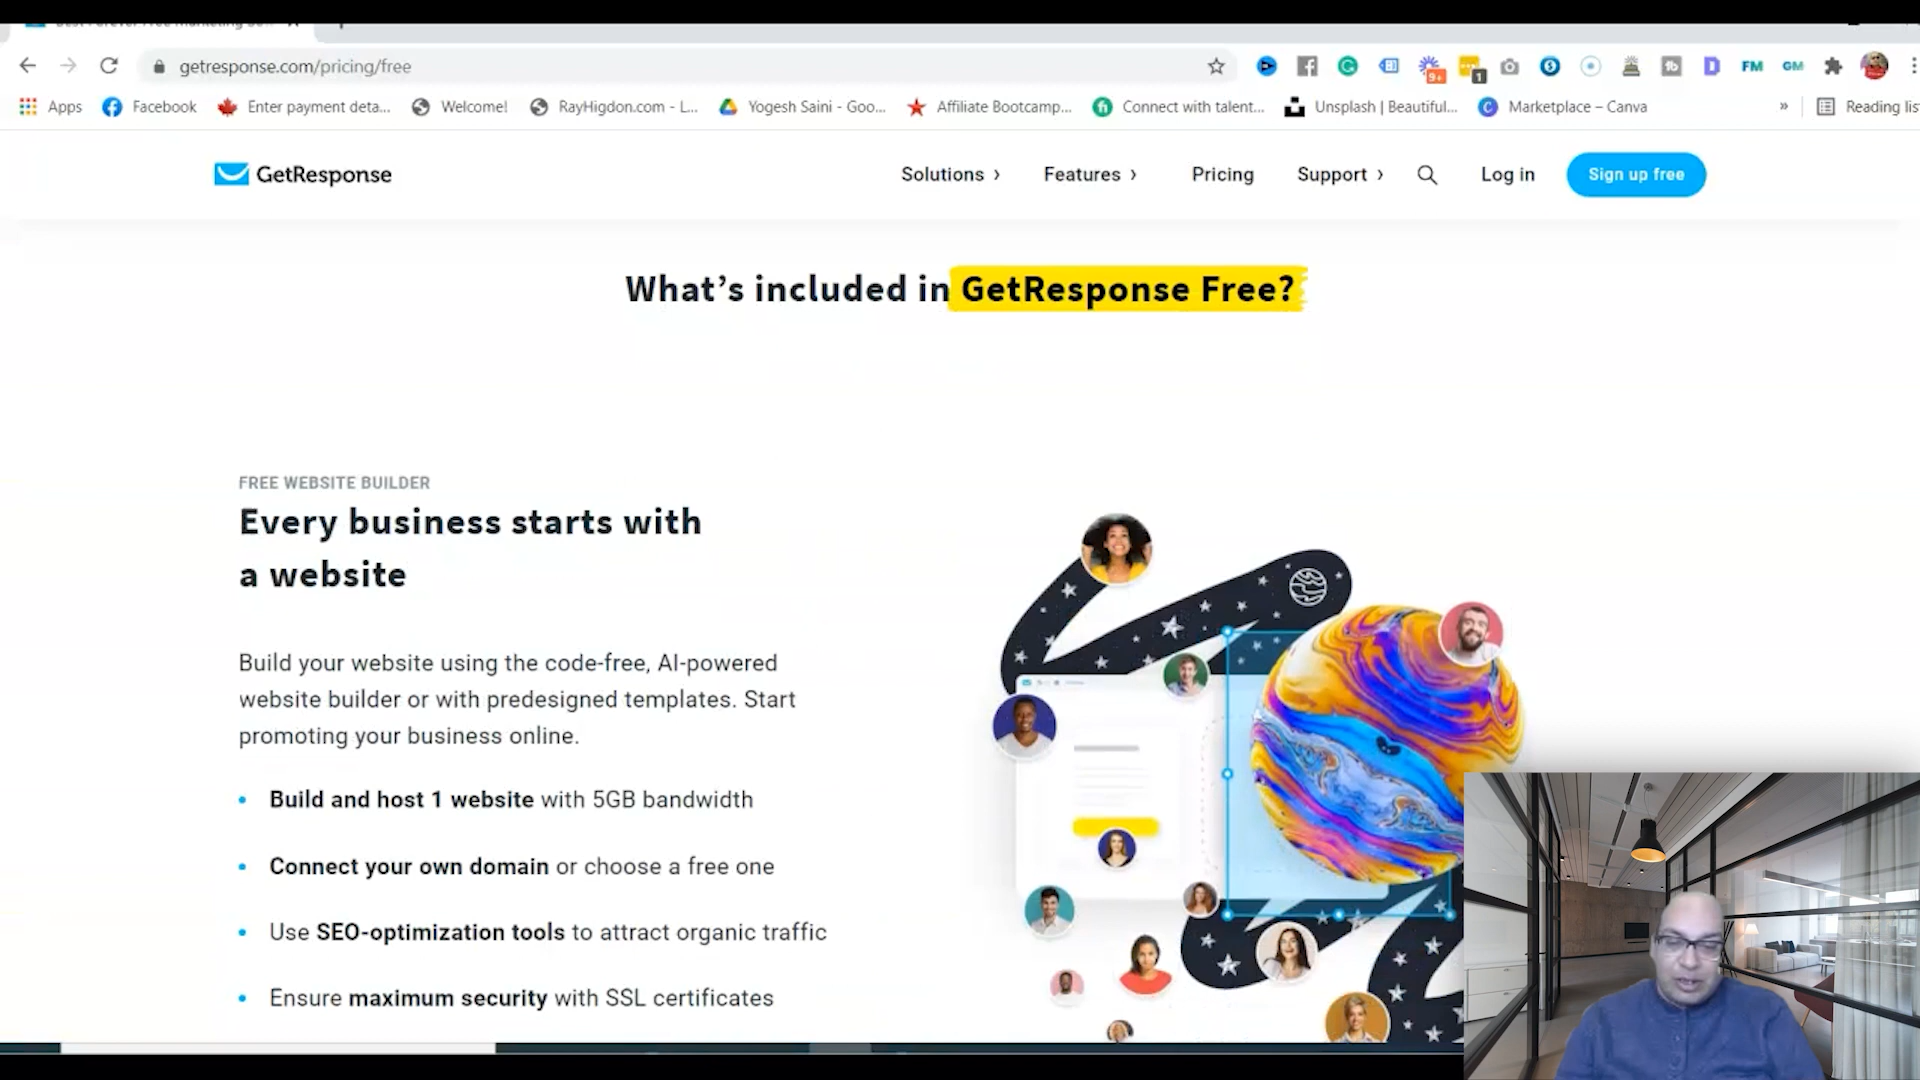 getresponse.com/pricing/free
9+
1
FM
GM
Apps
Facebook
Enter payment deta...
Welcome!
RayHigdon.com - L...
Yogesh Saini - Goo...
Affiliate Bootcamp...
Connect with talent...
Unsplash | Beautiful...
Marketplace – Canva
»
Reading lis
GetResponse
Solutions ›
Features ›
Pricing
Support ›
Log in
Sign up free
What’s included in GetResponse Free?
FREE WEBSITE BUILDER
Every business starts with
a website
Build your website using the code-free, AI-powered
website builder or with predesigned templates. Start
promoting your business online.
• Build and host 1 website with 5GB bandwidth
• Connect your own domain or choose a free one
• Use SEO-optimization tools to attract organic traffic
• Ensure maximum security with SSL certificates